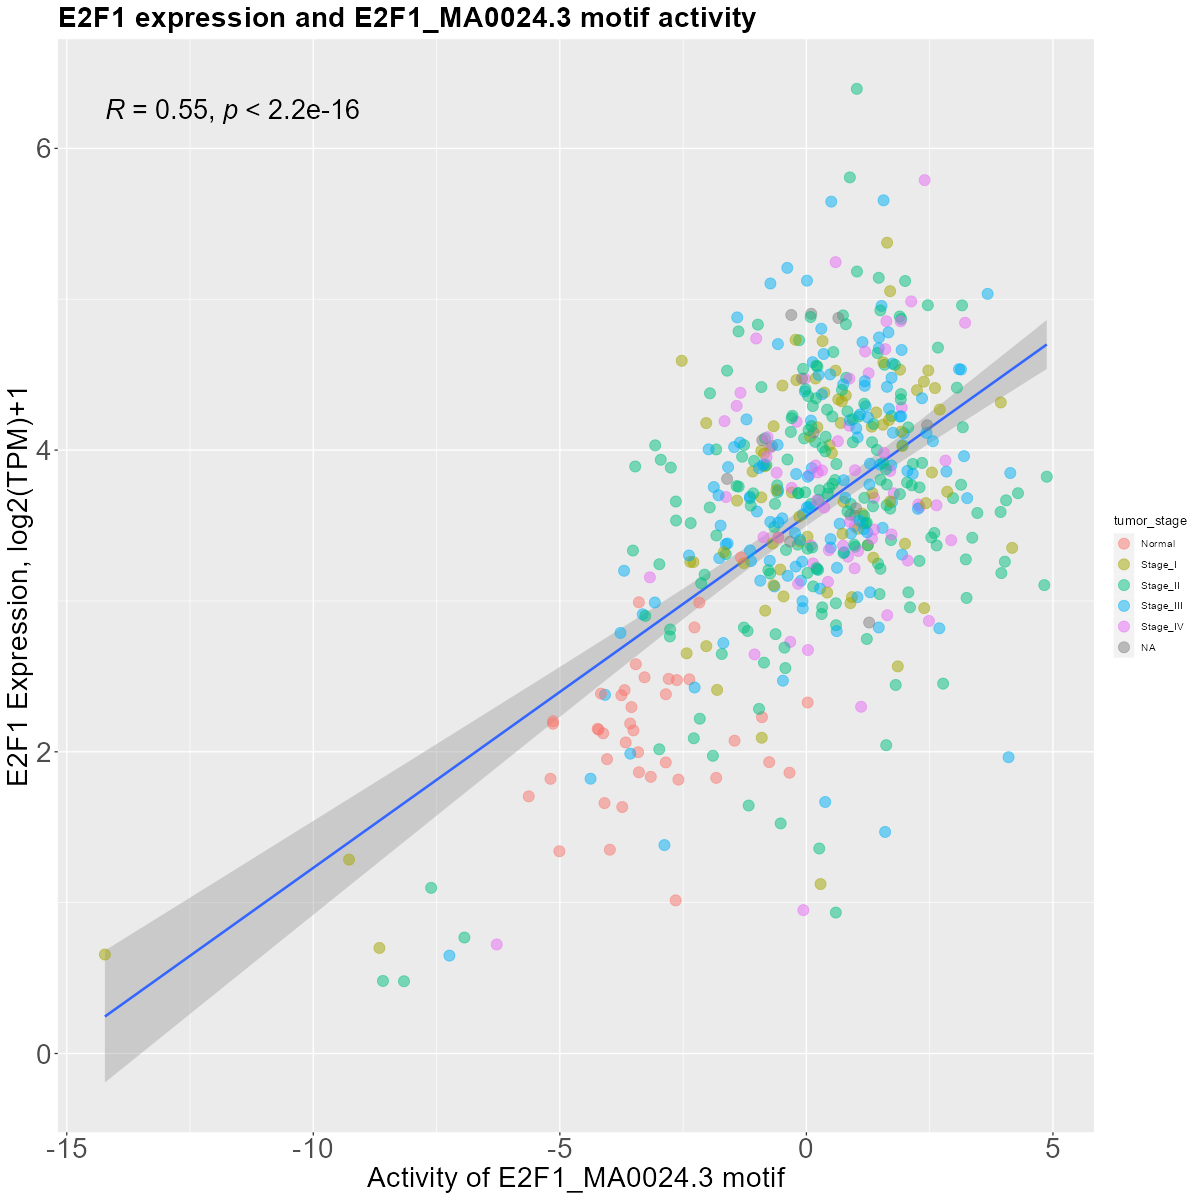 E2F1 expression and E2F1_MA0024.3 motif activity
R = 0.55, p < 2.2e-16
E2F1 Expression, log2(TPM)+1
6
4
2
0
-15 -10 -5 0 5
Activity of E2F1_MA0024.3 motif
tumor_stage
Normal
Stage_I
Stage_II
Stage_III
Stage_IV
NA